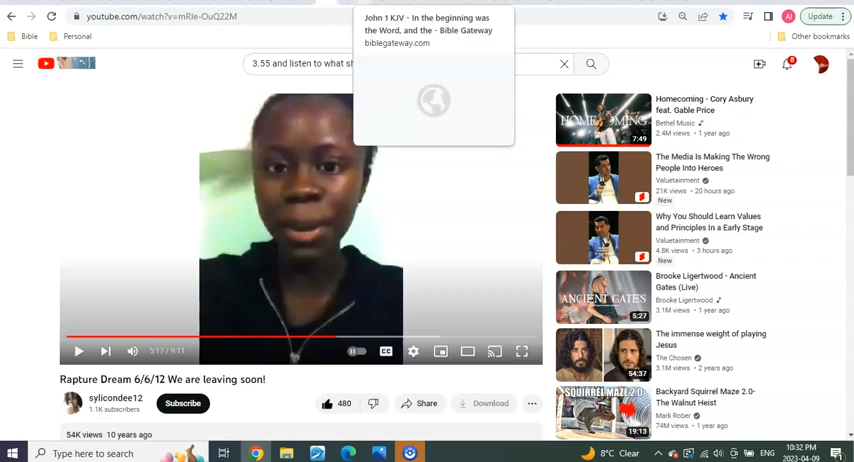 John 1 KJV - In the beginning was
the Word, and the - Bible Gateway
biblegateway.com
youtube.com/watch?v=mRIe-OuQ22M
AI
Update
Bible
Personal
Other bookmarks
3.55 and listen to what sh
8
HOMECOMING
7:49
Homecoming - Cory Asbury
feat. Gable Price
Bethel Music
2.4M views • 1 year ago
The Media Is Making The Wrong
People Into Heroes
Valuetainment
21K views • 20 hours ago
New
Why You Should Learn Values
and Principles In a Early Stage
Valuetainment
4.8K views • 3 hours ago
New
ANCIENT GATES
5:27
Brooke Ligertwood - Ancient
Gates (Live)
Brooke Ligertwood
3.1M views • 1 year ago
54:37
The immense weight of playing
Jesus
The Chosen
3.1M views • 2 years ago
SQUIRREL MAZE 2.0
19:13
Backyard Squirrel Maze 2.0-
The Walnut Heist
Mark Rober
74M views • 1 year ago
5:17 / 9:11
CC
Rapture Dream 6/6/12 We are leaving soon!
sylicondee12
1.1K subscribers
Subscribe
480
Share
Download
54K views 10 years ago
Type here to search
8°C Clear
ENG
10:32 PM
2023-04-09
1